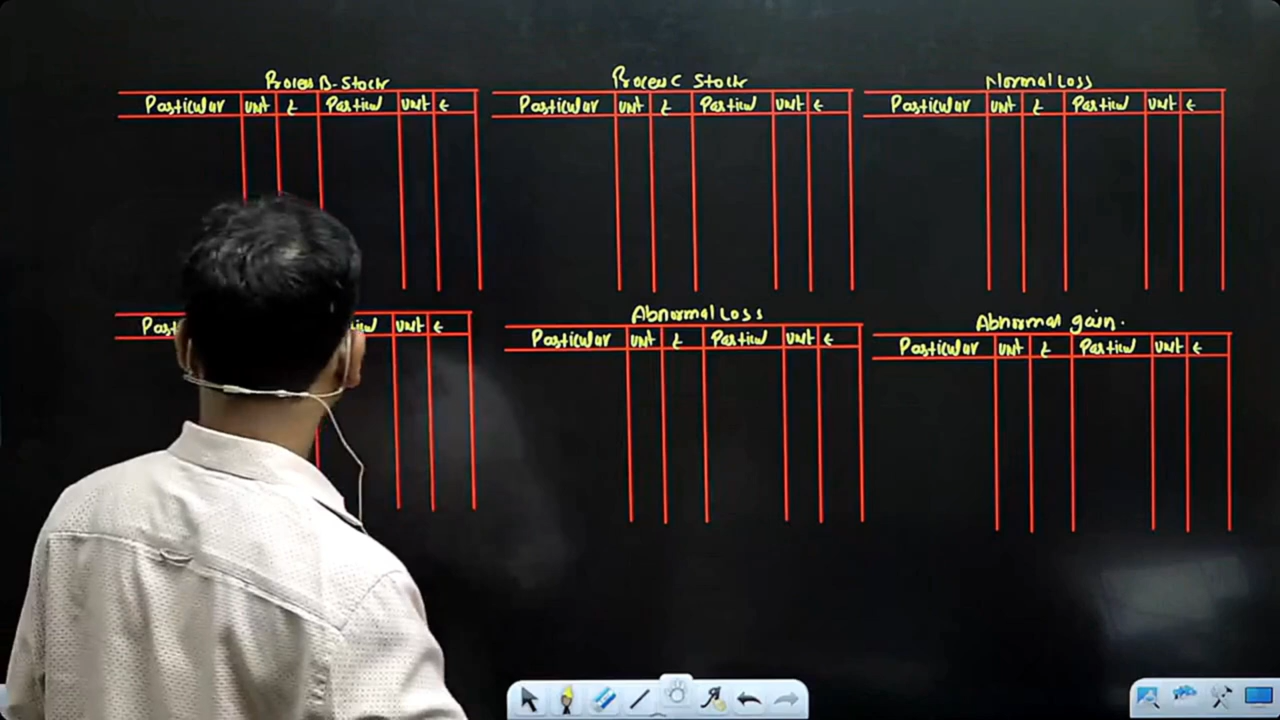 Process B-Stock
Particular Unit ₹ Particul Unit ₹
Process C Stock
Particular Unit ₹ Particul Unit ₹
Normal Loss
Particular Unit ₹ Particul Unit ₹
Unit ₹
Abnormal Loss
Particular Unit ₹ Particul Unit ₹
Abnormal gain.
Particular Unit ₹ Particul Unit ₹